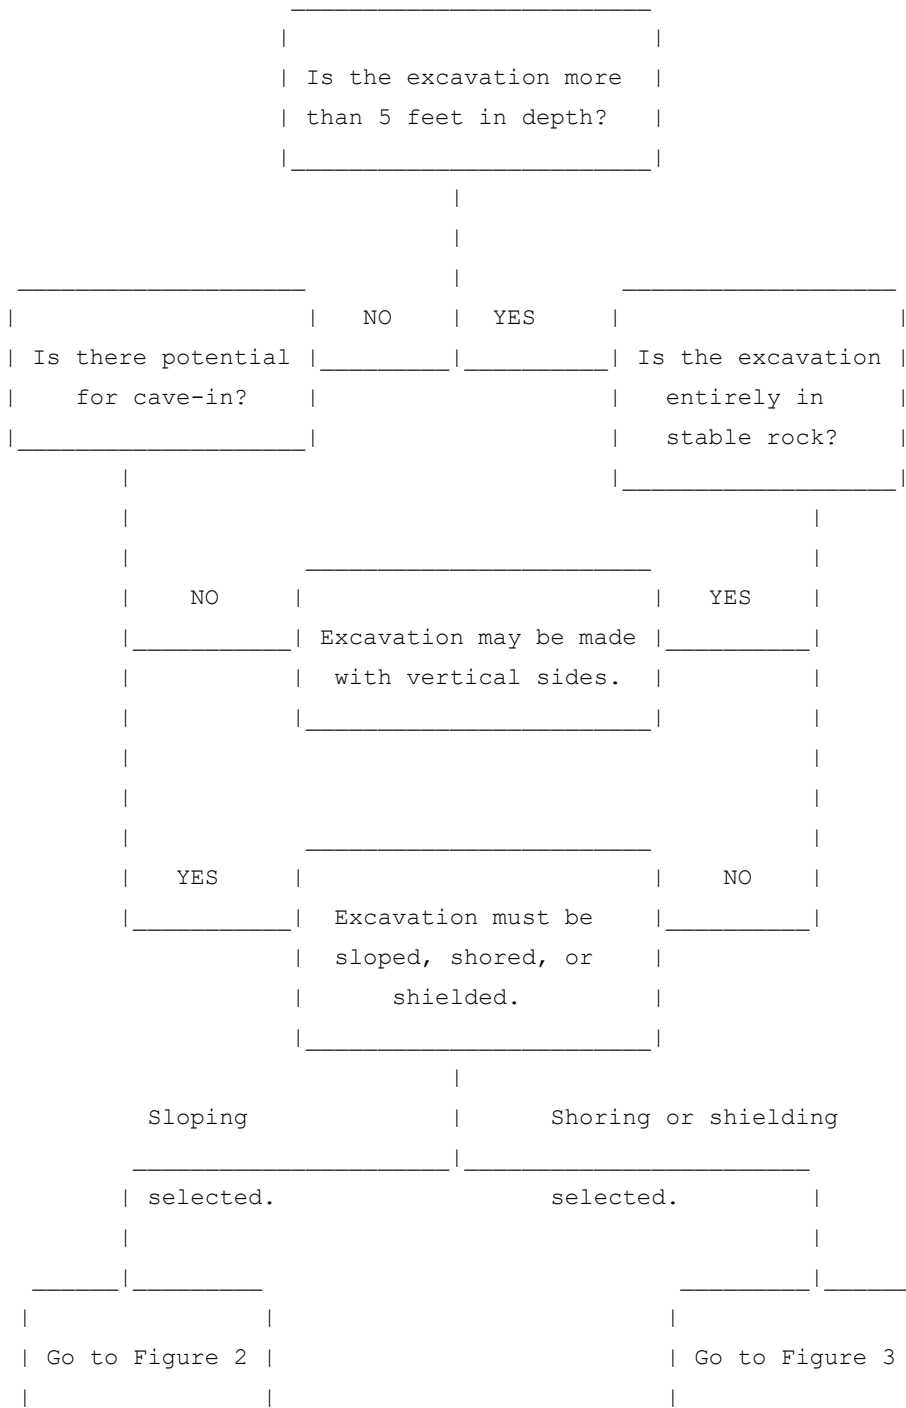 Is the excavation more
than 5 feet in depth?
NO YES
Is there potential
for cave-in?
Is the excavation
entirely in
stable rock?
NO YES
Excavation may be made
with vertical sides.
YES NO
Excavation must be
sloped, shored, or
shielded.
Sloping Shoring or shielding
selected. selected.
Go to Figure 2 Go to Figure 3